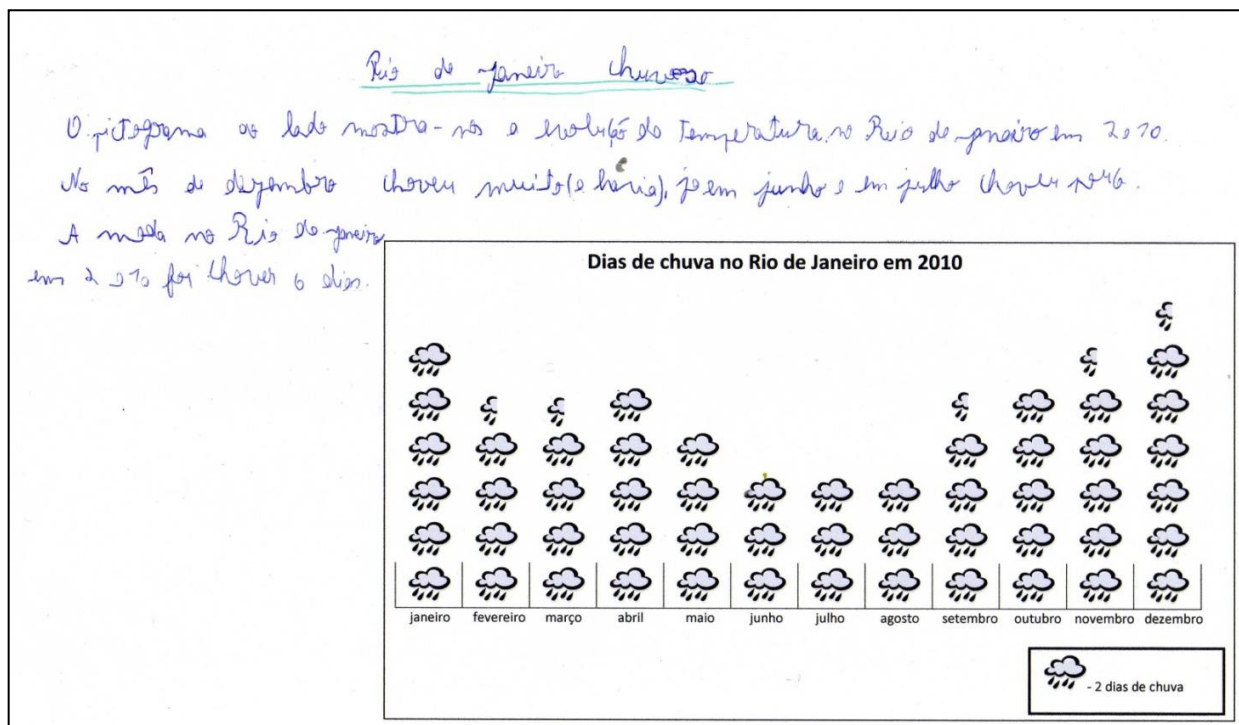 Rio de janeiro chuvoso
O pictograma ao lado mostra-nos a evolução da temperatura no Rio de janeiro em 2010.
No mês de dezembro choveu muito (e havia), já em junho e em julho choveu pouco.
A moda no Rio de janeiro
em 2010 foi chover 6 dias.
Dias de chuva no Rio de Janeiro em 2010
janeiro fevereiro março abril maio junho julho agosto setembro outubro novembro dezembro
- 2 dias de chuva